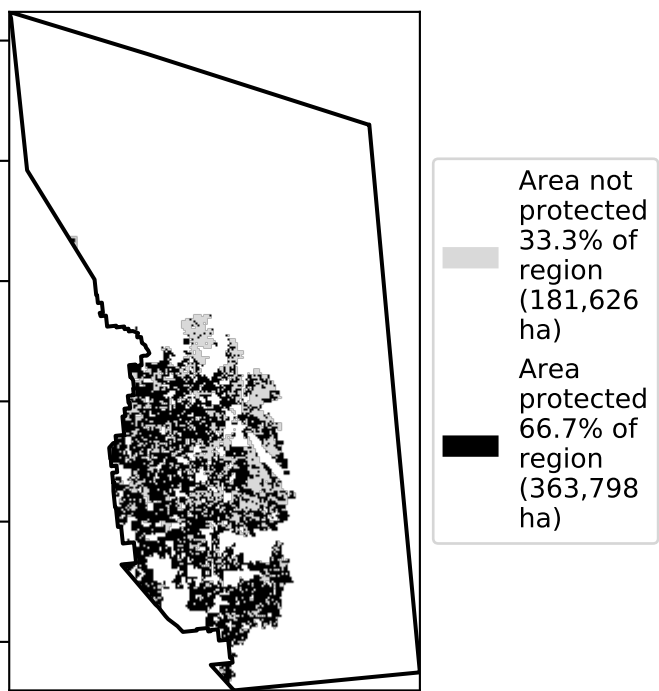 Area not
protected
33.3% of
region
(181,626
ha)
Area
protected
66.7% of
region
(363,798
ha)